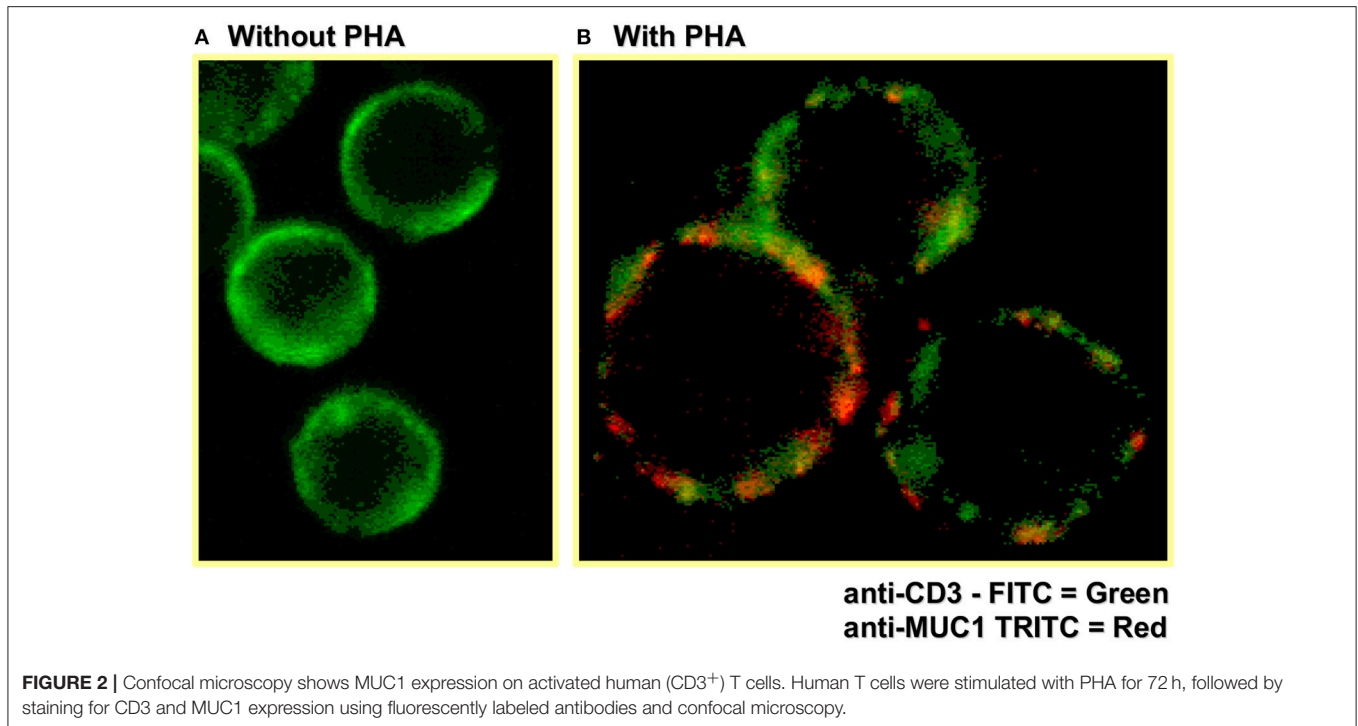 A Without PHA
B With PHA
anti-CD3 - FITC = Green
anti-MUC1 TRITC = Red
FIGURE 2 | Confocal microscopy shows MUC1 expression on activated human (CD3+) T cells. Human T cells were stimulated with PHA for 72 h, followed by
staining for CD3 and MUC1 expression using fluorescently labeled antibodies and confocal microscopy.